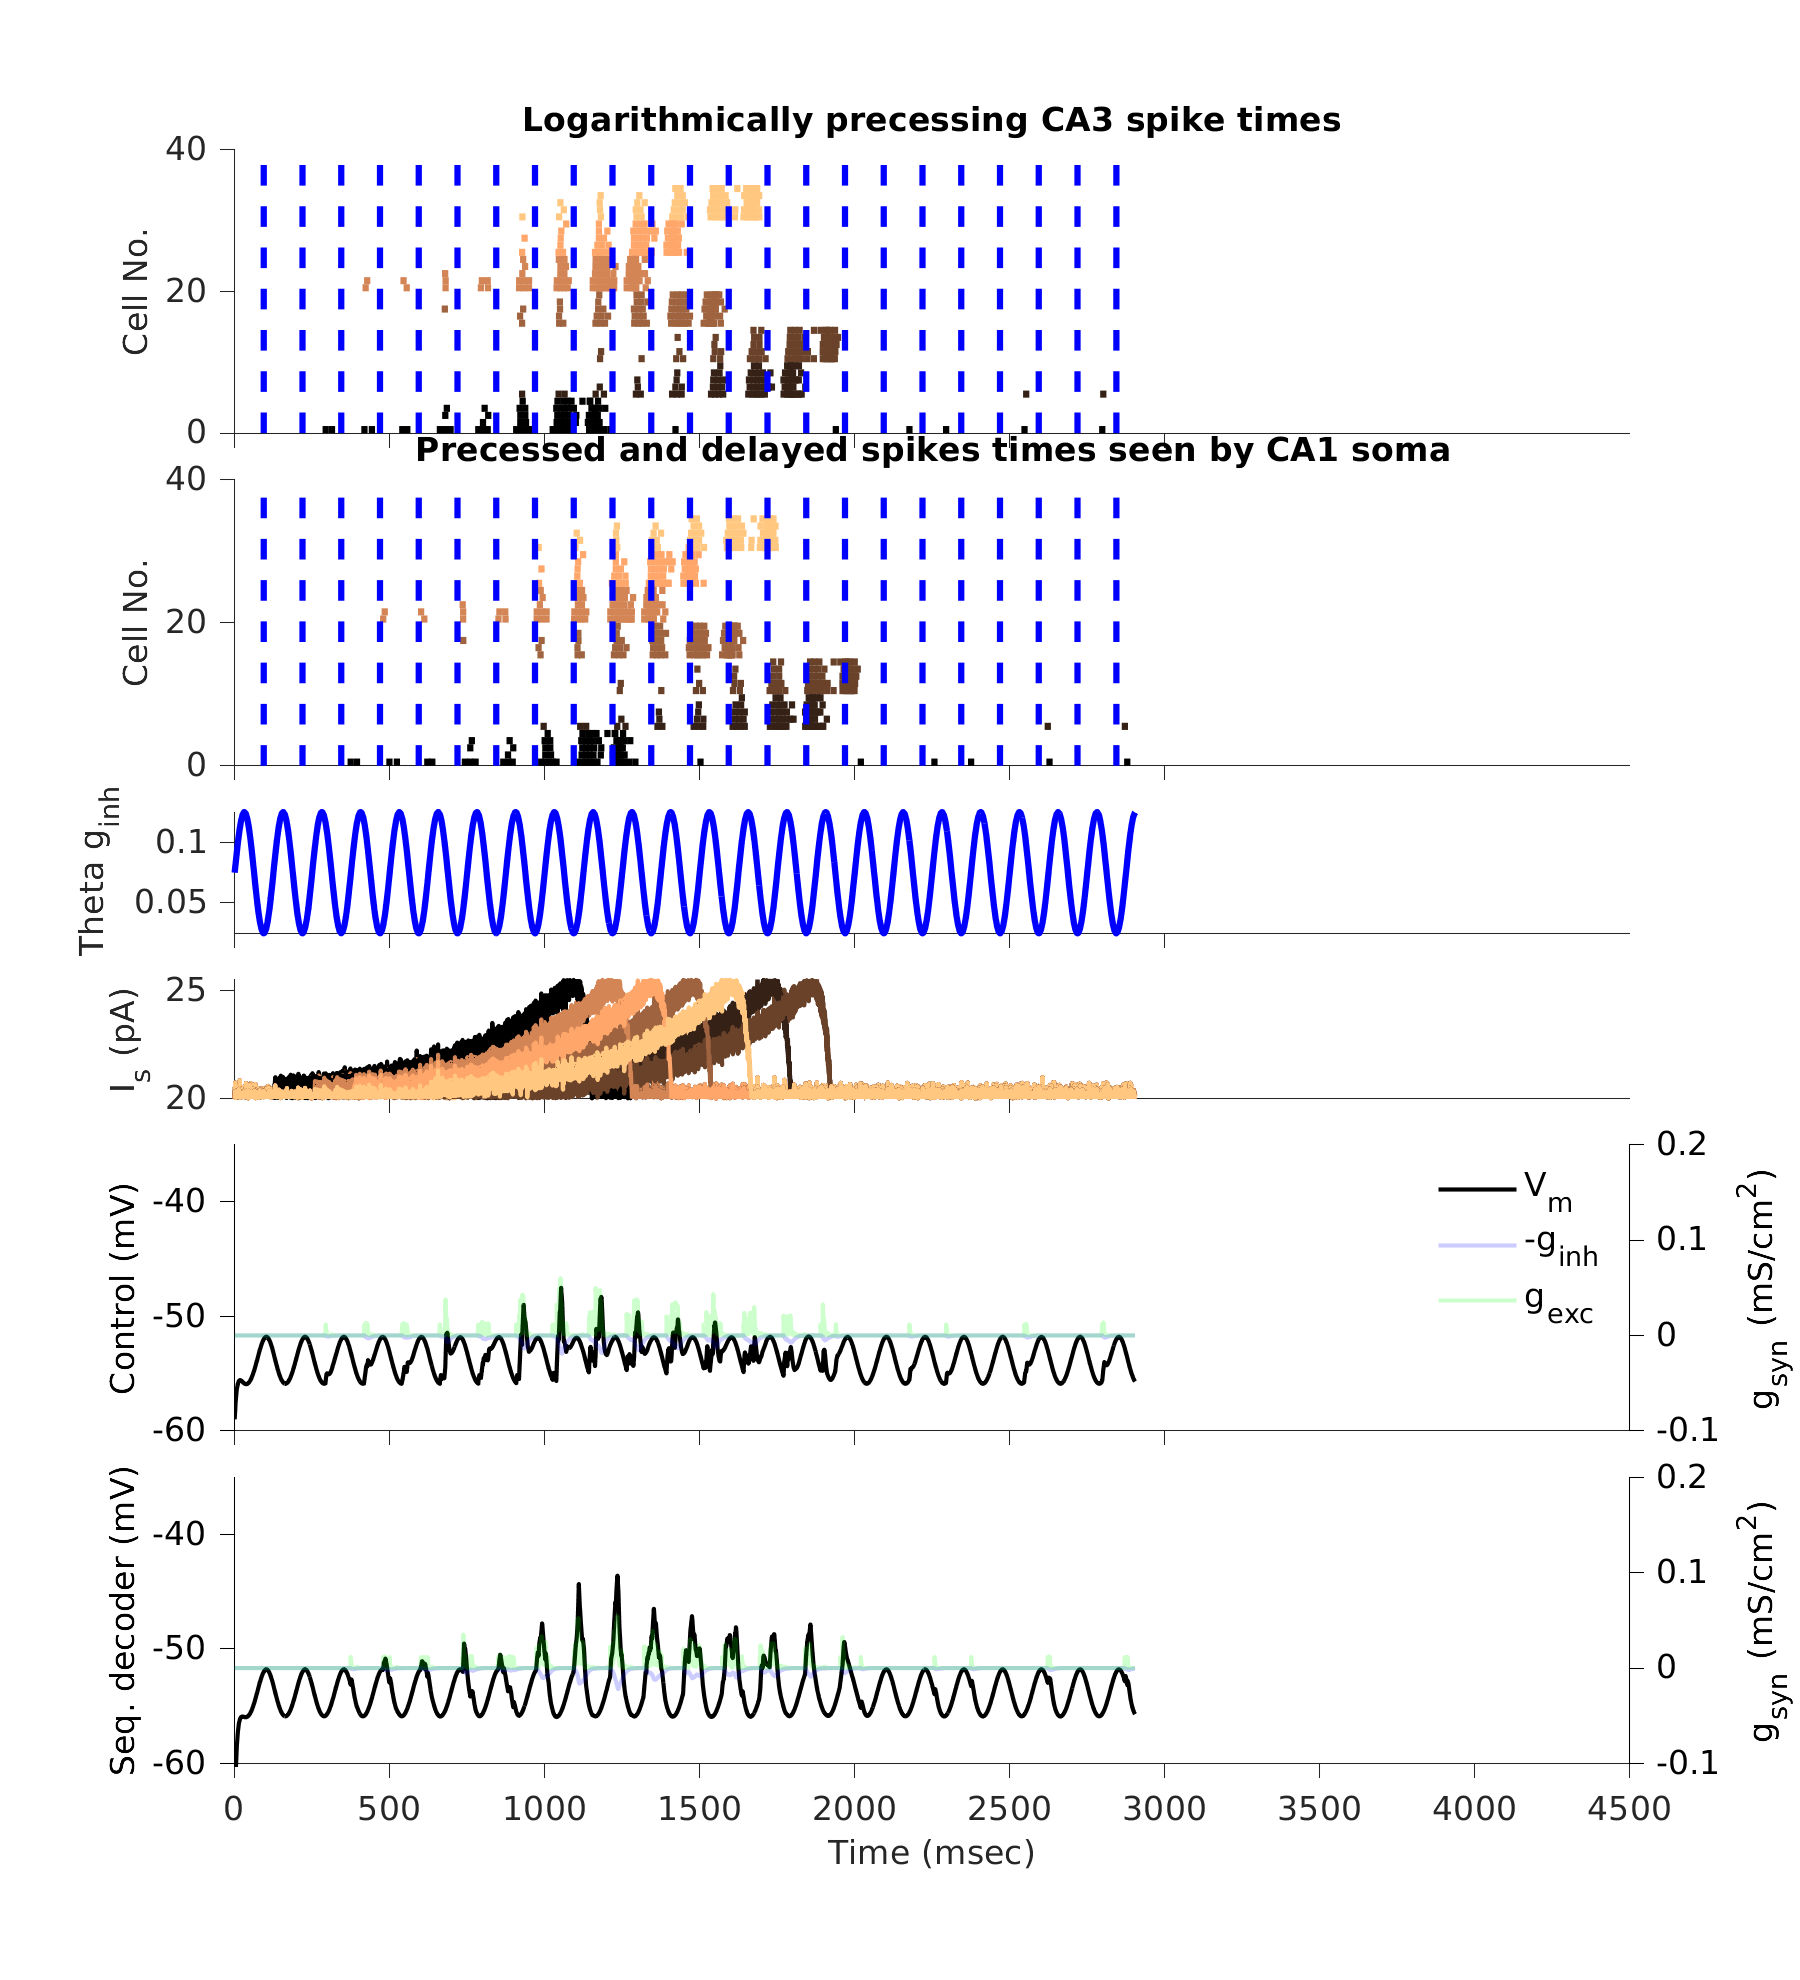 Logarithmically precessing CA3 spike times
40
20
0
Cell No.
Precessed and delayed spikes times seen by CA1 soma
40
20
0
Cell No.
0.1
0.05
Theta g_inh
25
20
I_s (pA)
-40
-50
-60
Control (mV)
V_m
-g_inh
g_exc
0.2
0.1
0
-0.1
g_syn (mS/cm^2)
-40
-50
-60
Seq. decoder (mV)
0.2
0.1
0
-0.1
g_syn (mS/cm^2)
0 500 1000 1500 2000 2500 3000 3500 4000 4500
Time (msec)